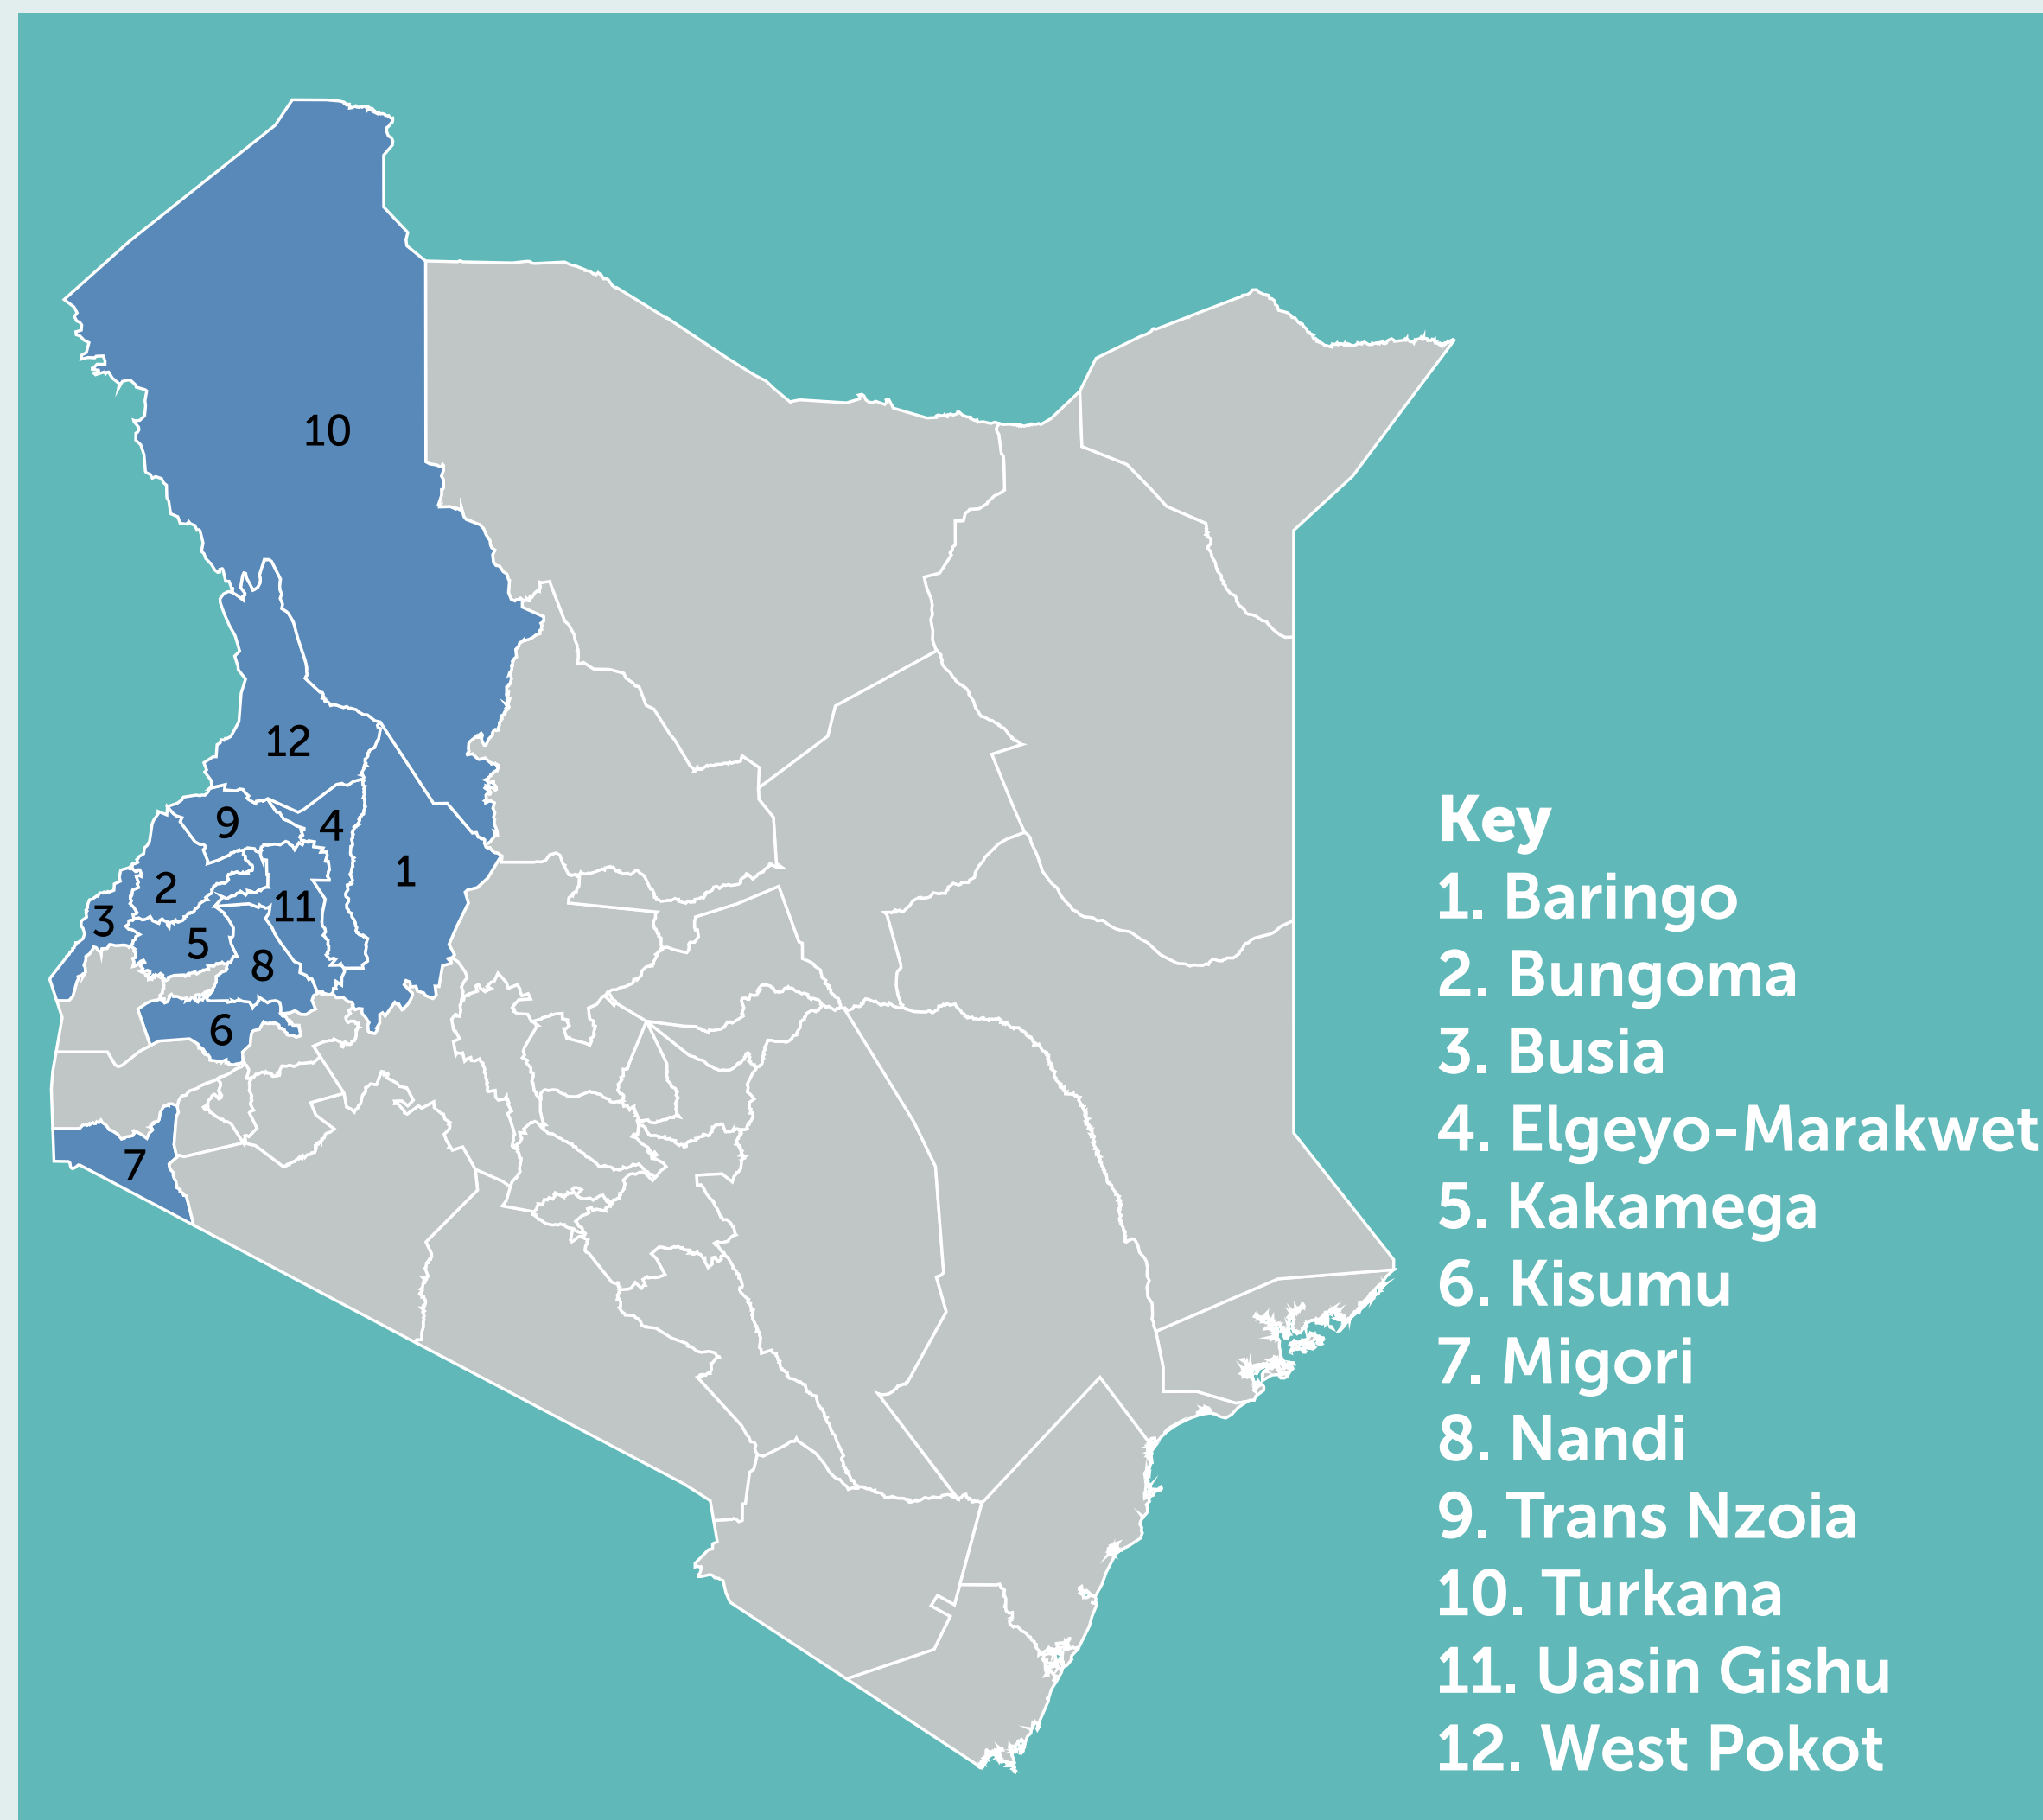 10
12
9
4
1
2
11
3
5
8
6
7
Key
1. Baringo
2. Bungoma
3. Busia
4. Elgeyo-Marakwet
5. Kakamega
6. Kisumu
7. Migori
8. Nandi
9. Trans Nzoia
10. Turkana
11. Uasin Gishu
12. West Pokot